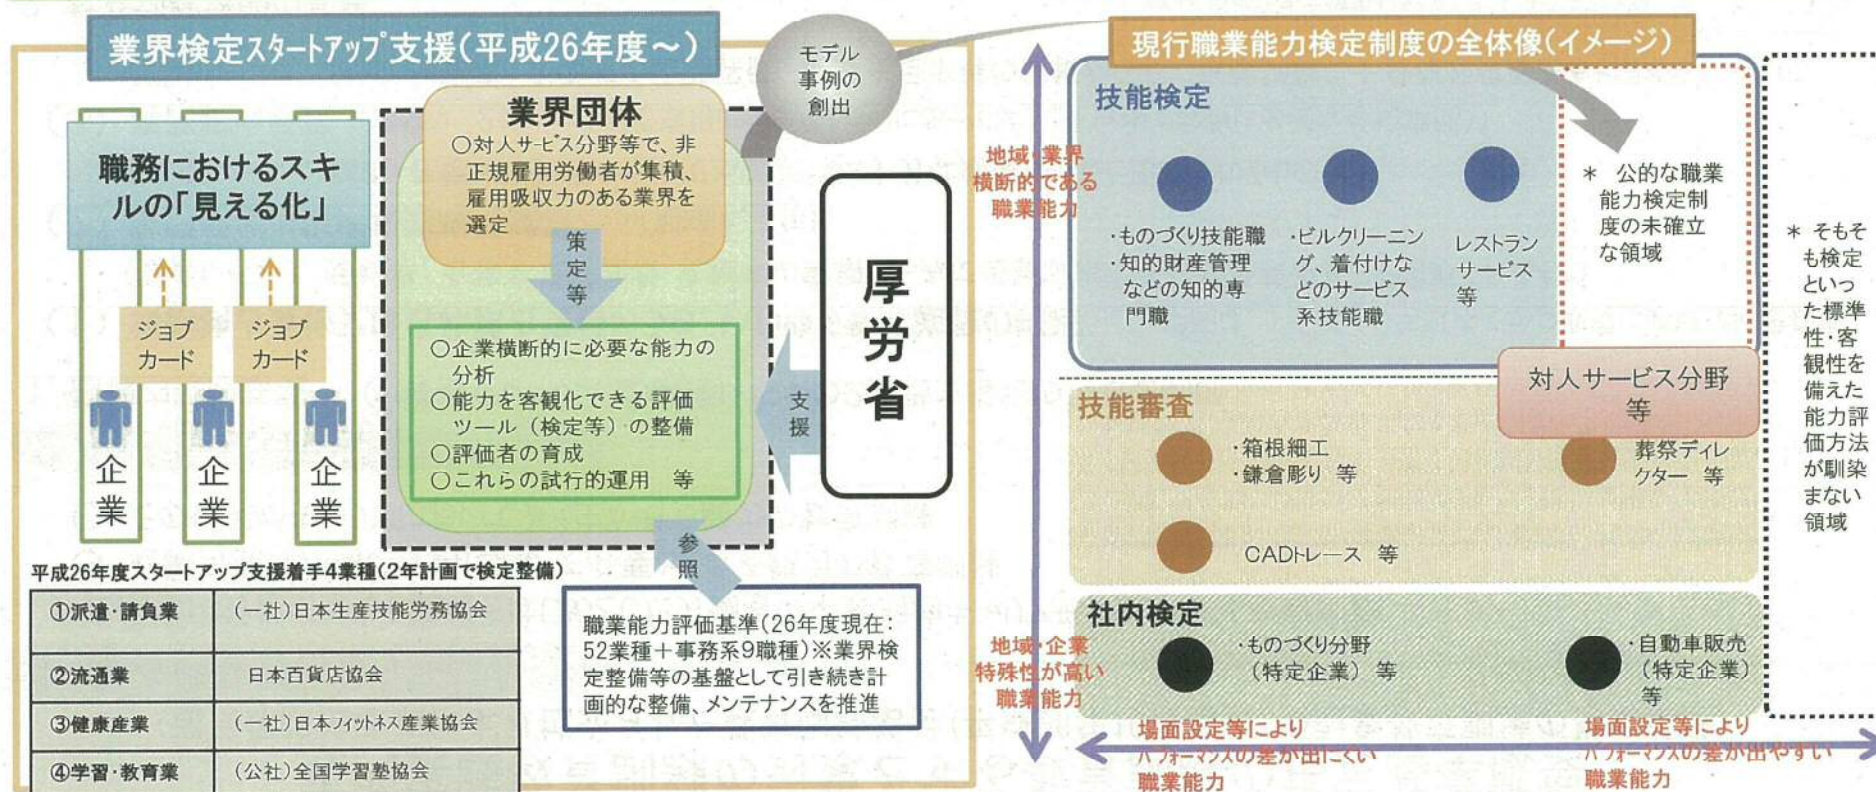 業界検定スタートアップ支援(平成26年度～)
モデル
事例の
創出
職務におけるスキ
ルの「見える化」
ジョブ
カード
ジョブ
カード
企業
企業
企業
業界団体
○対人サービス分野等で、非
正規雇用労働者が集積、
雇用吸収力のある業界を
選定
策定等
○企業横断的に必要な能力の
分析
○能力を客観化できる評価
ツール（検定等）の整備
○評価者の育成
○これらの試行的運用　等
支援
厚労省
参照
職業能力評価基準(26年度現在:
52業種＋事務系9職種)※業界検
定整備等の基盤として引き続き計
画的な整備、メンテナンスを推進
平成26年度スタートアップ支援着手4業種(2年計画で検定整備)
①派遣・請負業 (一社)日本生産技能労務協会
②流通業 日本百貨店協会
③健康産業 (一社)日本フィットネス産業協会
④学習・教育業 (公社)全国学習塾協会
現行職業能力検定制度の全体像(イメージ)
地域・業界
横断的である
職業能力
技能検定
・ものづくり技能職
・知的財産管理
などの知的専
門職
・ビルクリーニン
グ、着付けな
どのサービス
系技能職
レストラン
サービス
等
＊ 公的な職業
能力検定制
度の未確立
な領域
対人サービス分野
等
技能審査
・箱根細工
・鎌倉彫り 等
葬祭ディレ
クター 等
CADトレース 等
社内検定
・ものづくり分野
（特定企業）等
・自動車販売
（特定企業）
等
地域・企業
特殊性が高い
職業能力
場面設定等により
パフォーマンスの差が出にくい
職業能力
場面設定等により
パフォーマンスの差が出やすい
職業能力
＊ そもそ
も検定
といっ
た標準
性・客
観性を
備えた
能力評
価方法
が馴染
まない
領域